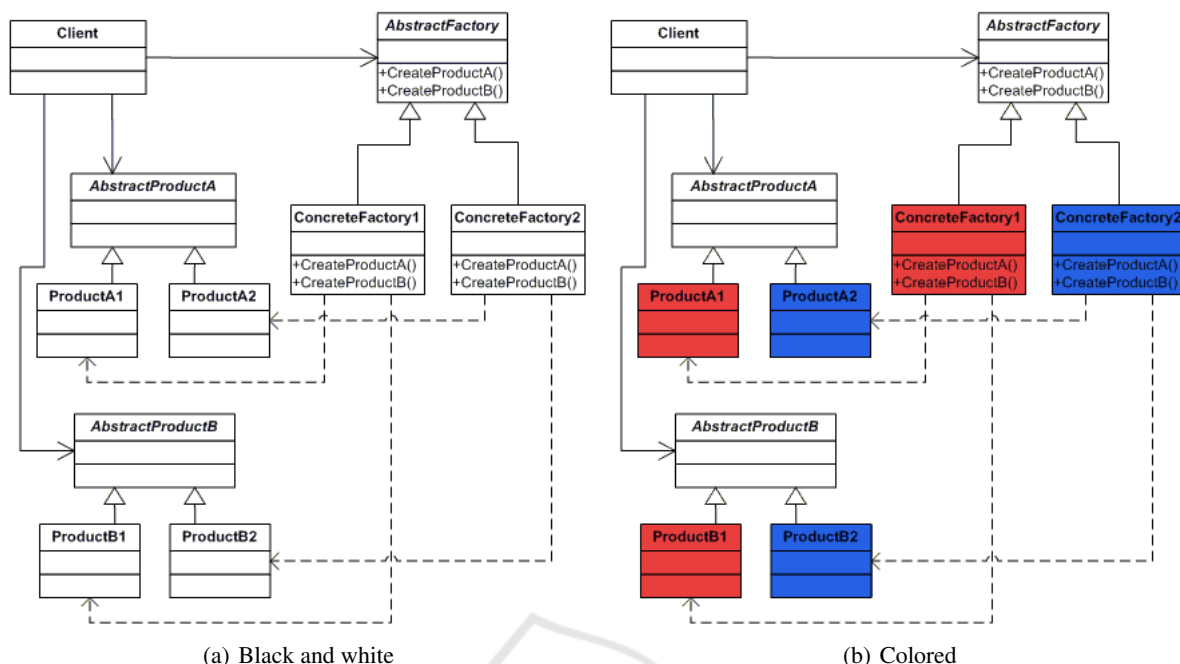 Client
AbstractFactory
+CreateProductA()
+CreateProductB()
AbstractProductA
ConcreteFactory1
+CreateProductA()
+CreateProductB()
ConcreteFactory2
+CreateProductA()
+CreateProductB()
ProductA1
ProductA2
AbstractProductB
ProductB1
ProductB2
(a) Black and white
Client
AbstractFactory
+CreateProductA()
+CreateProductB()
AbstractProductA
ConcreteFactory1
+CreateProductA()
+CreateProductB()
ConcreteFactory2
+CreateProductA()
+CreateProductB()
ProductA1
ProductA2
AbstractProductB
ProductB1
ProductB2
(b) Colored